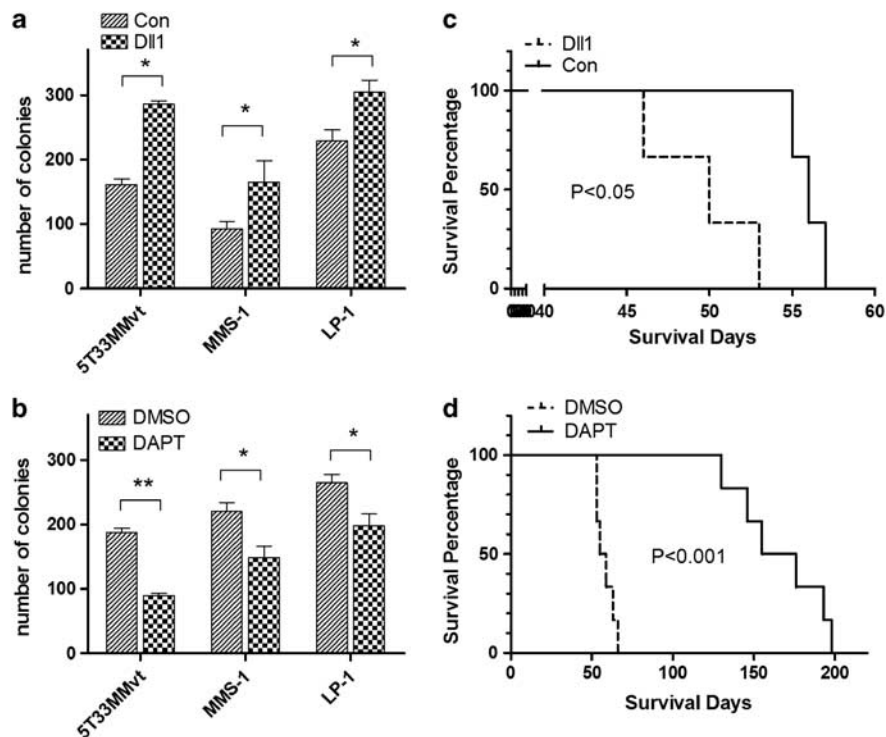 a
Con
Dll1
number of colonies
300
200
100
0
*
*
*
5T33MMvt
MMS-1
LP-1
b
DMSO
DAPT
number of colonies
300
200
100
0
**
*
*
5T33MMvt
MMS-1
LP-1
c
Dll1
Con
Survival Percentage
100
50
0
P<0.05
40 45 50 55 60
Survival Days
d
DMSO
DAPT
Survival Percentage
100
50
0
P<0.001
0 50 100 150 200
Survival Days